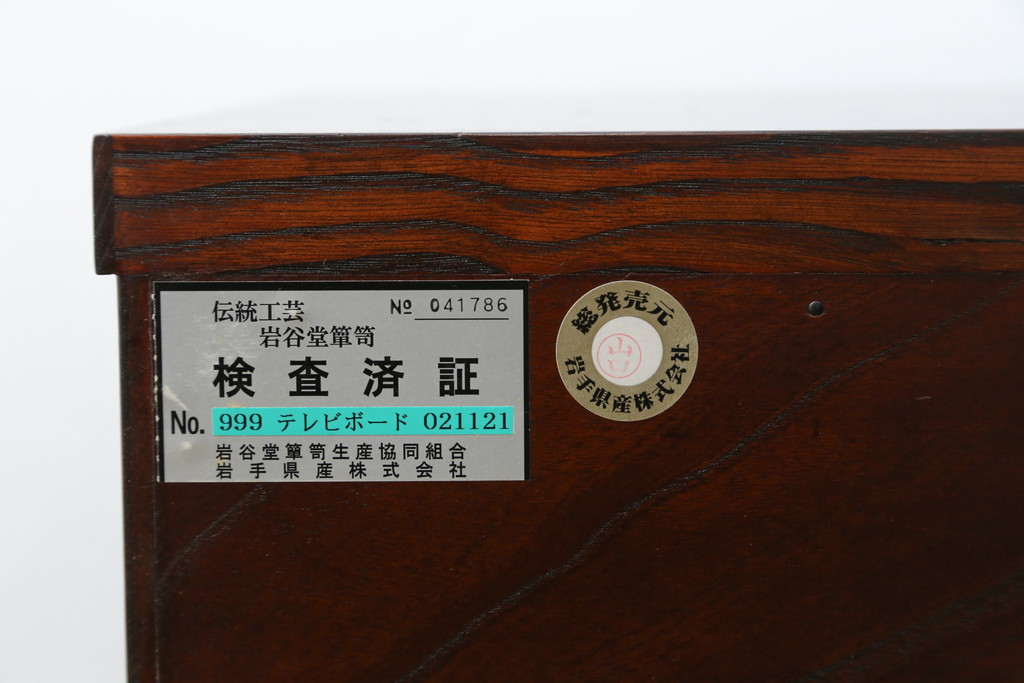 伝統工芸 № 041786
岩谷堂簞笥
検査済証
No. 999 テレビボード 021121
岩谷堂簞笥生産協同組合
岩手県産株式会社
総発売元
岩手県産株式会社